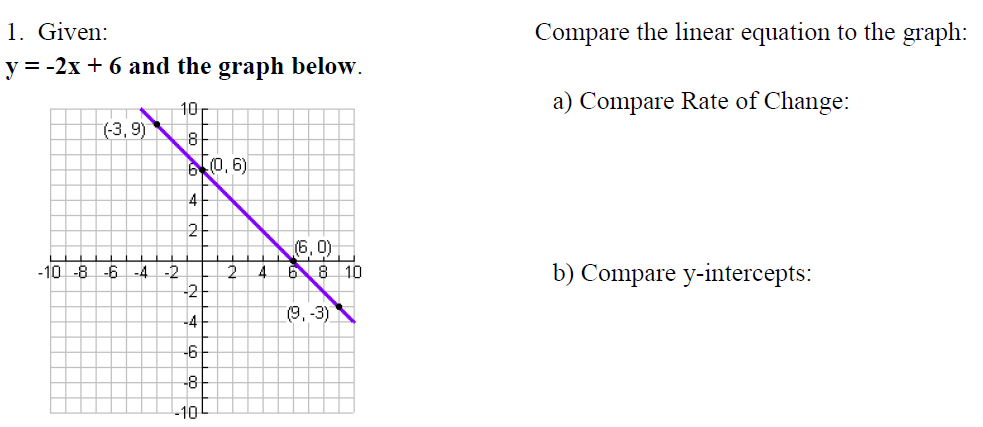 1. Given:
y = -2x + 6 and the graph below.
10
(-3, 9)
8
6
(0, 6)
4
2
(6, 0)
-10 -8 -6 -4 -2 2 4 6 8 10
-2
(9, -3)
-4
-6
-8
-10
Compare the linear equation to the graph:
a) Compare Rate of Change:
b) Compare y-intercepts: